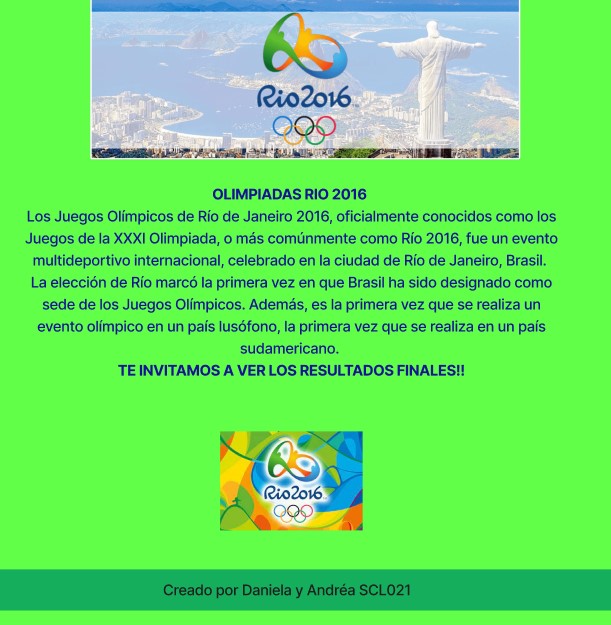 Rio2016
OLIMPIADAS RIO 2016
Los Juegos Olímpicos de Río de Janeiro 2016, oficialmente conocidos como los
Juegos de la XXXI Olimpiada, o más comúnmente como Río 2016, fue un evento
multideportivo internacional, celebrado en la ciudad de Río de Janeiro, Brasil.
La elección de Río marcó la primera vez en que Brasil ha sido designado como
sede de los Juegos Olímpicos. Además, es la primera vez que se realiza un
evento olímpico en un país lusófono, la primera vez que se realiza en un país
sudamericano.
TE INVITAMOS A VER LOS RESULTADOS FINALES!!
Rio2016
Creado por Daniela y Andréa SCL021